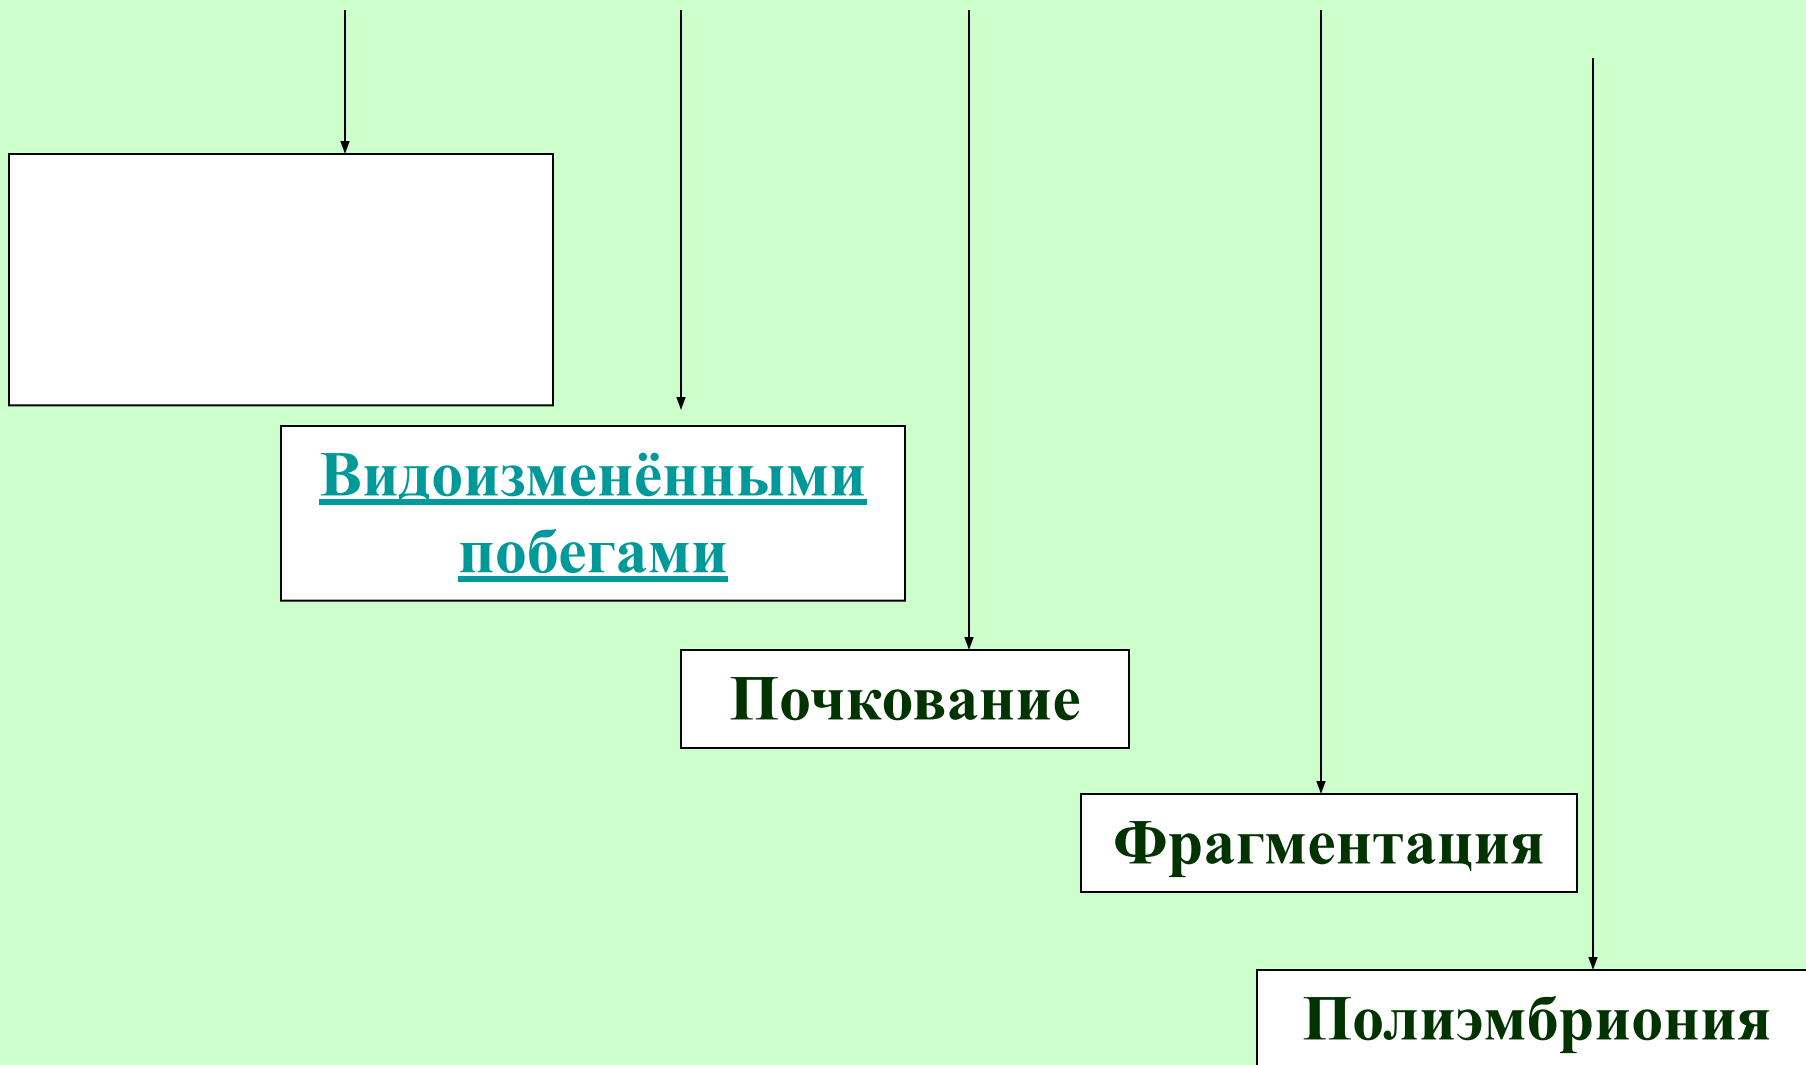 Видоизменёнными
побегами
Почкование
Фрагментация
Полиэмбриония